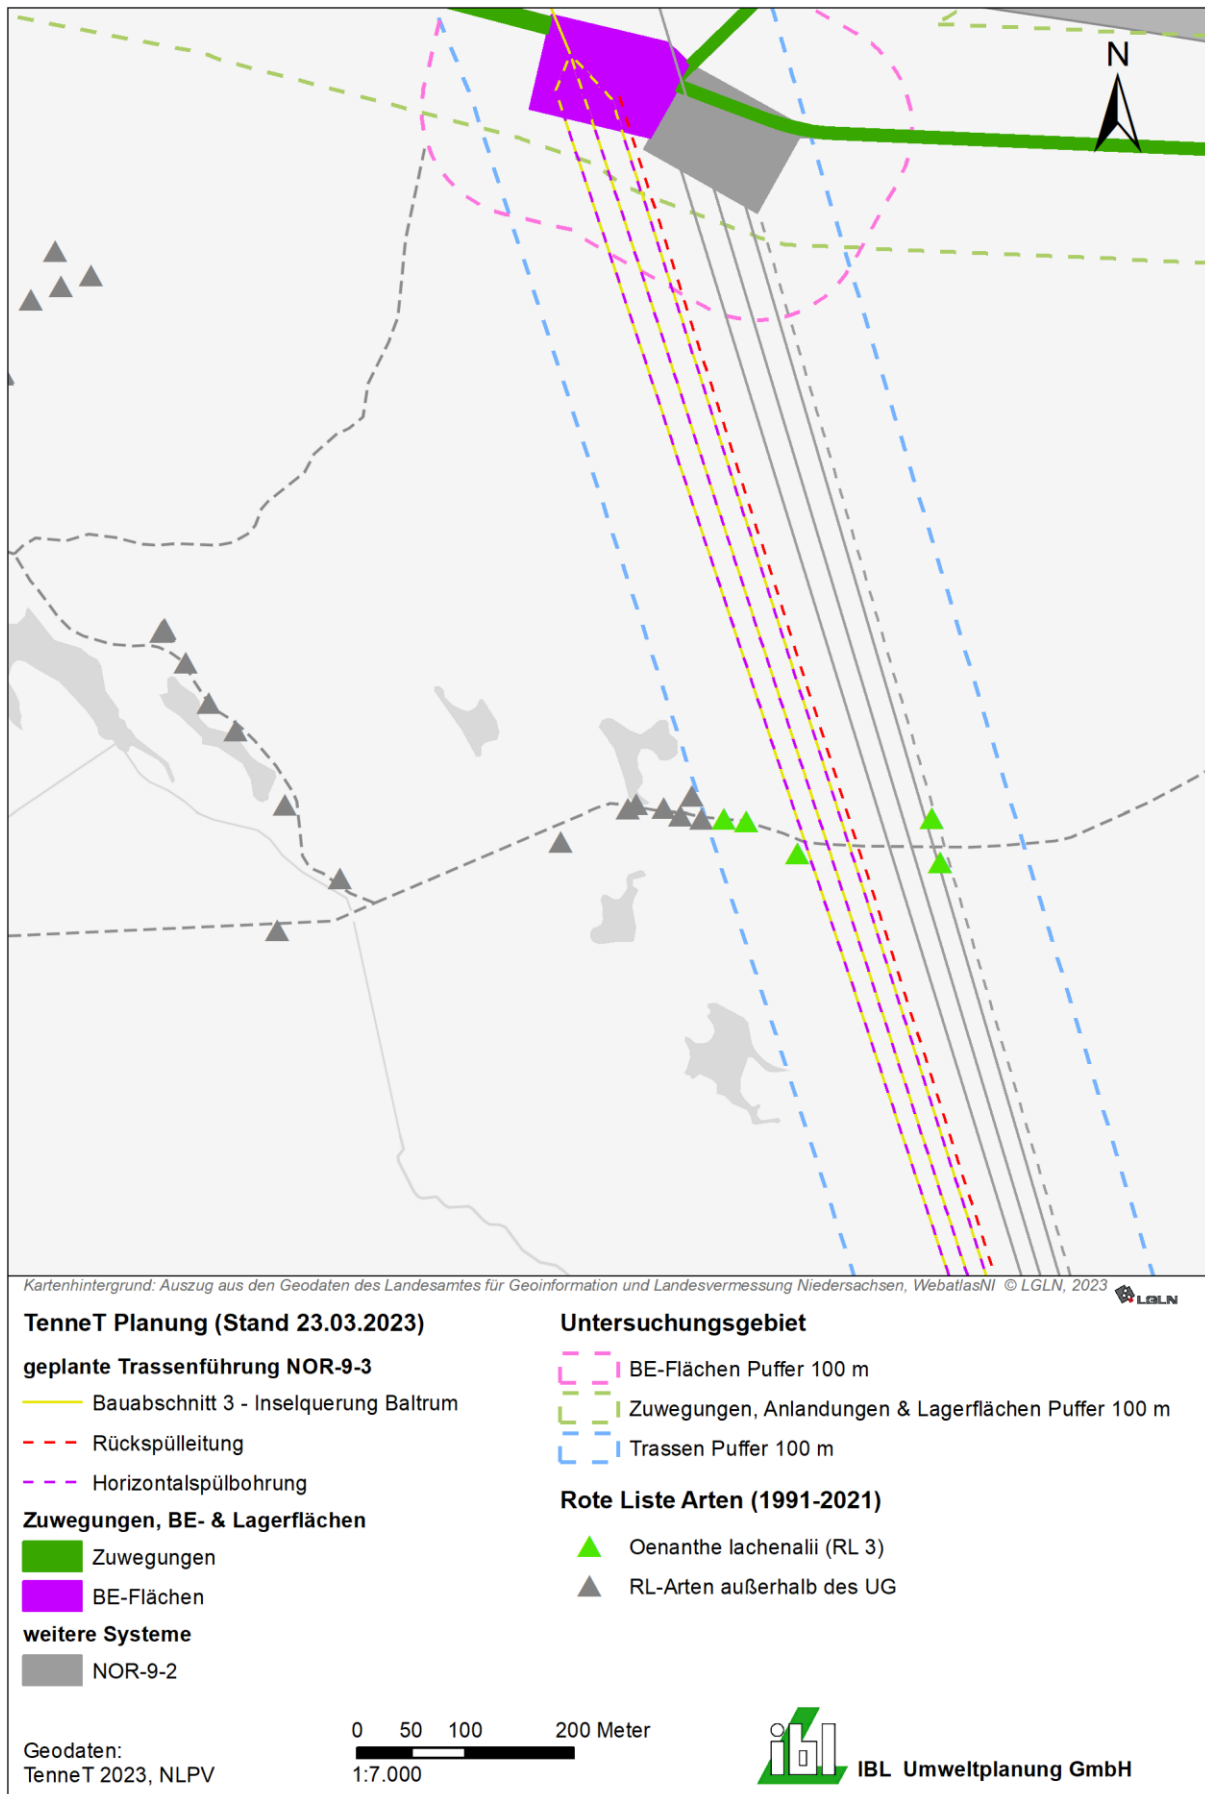 N
Kartenhintergrund: Auszug aus den Geodaten des Landesamtes für Geoinformation und Landesvermessung Niedersachsen, WebatlasNI © LGLN, 2023
LGLN
TenneT Planung (Stand 23.03.2023)
geplante Trassenführung NOR-9-3
Bauabschnitt 3 - Inselquerung Baltrum
Rückspülleitung
Horizontalspülbohrung
Zuwegungen, BE- & Lagerflächen
Zuwegungen
BE-Flächen
weitere Systeme
NOR-9-2
Untersuchungsgebiet
BE-Flächen Puffer 100 m
Zuwegungen, Anlandungen & Lagerflächen Puffer 100 m
Trassen Puffer 100 m
Rote Liste Arten (1991-2021)
Oenanthe lachenalii (RL 3)
RL-Arten außerhalb des UG
Geodaten:
TenneT 2023, NLPV
0 50 100 200 Meter
1:7.000
ibl
IBL Umweltplanung GmbH